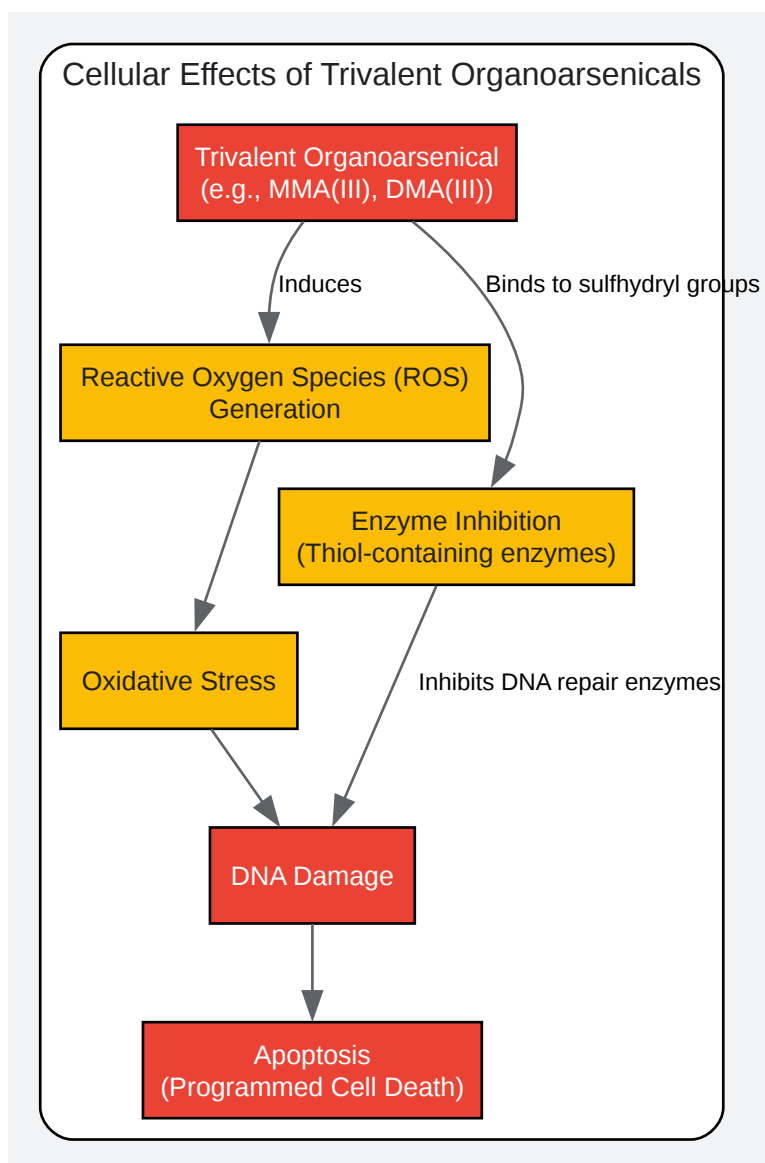 Cellular Effects of Trivalent Organoarsenicals
Trivalent Organoarsenical
(e.g., MMA(III), DMA(III))
Induces
Binds to sulfhydryl groups
Reactive Oxygen Species (ROS)
Generation
Enzyme Inhibition
(Thiol-containing enzymes)
Oxidative Stress
Inhibits DNA repair enzymes
DNA Damage
Apoptosis
(Programmed Cell Death)